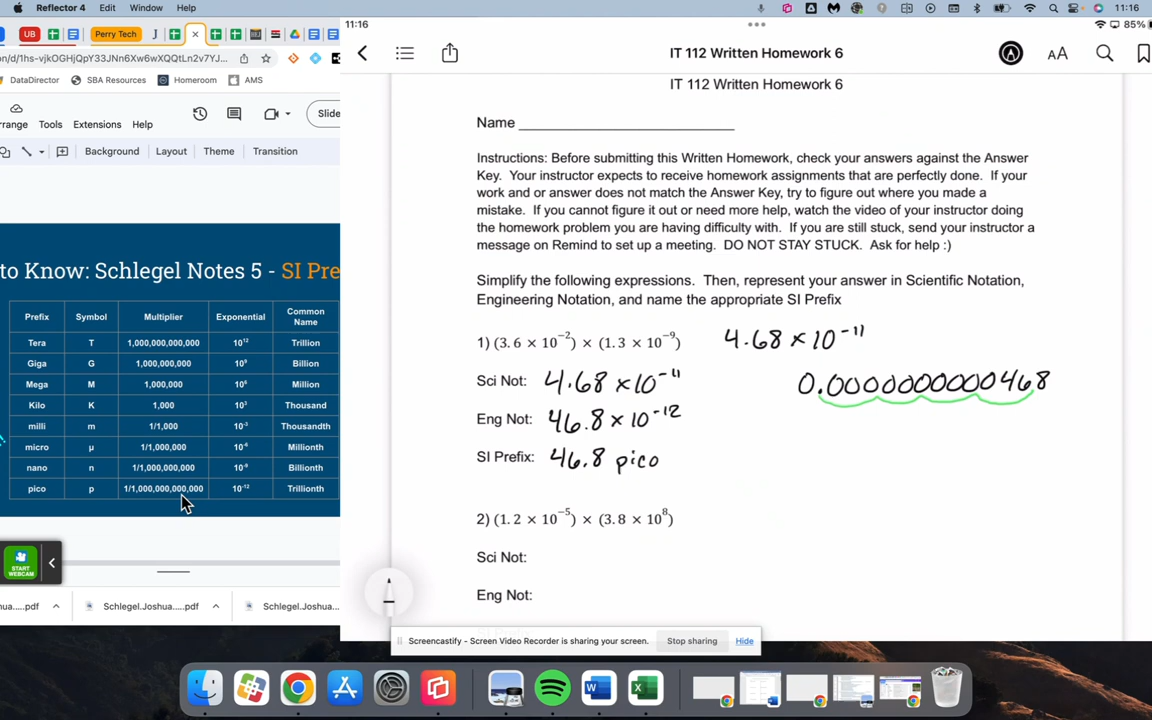 Reflector 4 Edit Window Help 11:16
UB Perry Tech J ×
on/d/1hs-vjkOGHjQpY33JNn6Xw6wXQQtLn2v7YJ...
DataDirector SBA Resources Homeroom AMS
rrange Tools Extensions Help Slide
Background Layout Theme Transition
to Know: Schlegel Notes 5 - SI Pre
Prefix Symbol Multiplier Exponential Common Name
Tera T 1,000,000,000,000 10¹² Trillion
Giga G 1,000,000,000 10⁹ Billion
Mega M 1,000,000 10⁶ Million
Kilo K 1,000 10³ Thousand
milli m 1/1,000 10⁻³ Thousandth
micro µ 1/1,000,000 10⁻⁶ Millionth
nano n 1/1,000,000,000 10⁻⁹ Billionth
pico p 1/1,000,000,000,000 10⁻¹² Trillionth
START WEBCAM
nua.....pdf Schlegel.Joshua.....pdf Schlegel.Joshua....
11:16 85%
IT 112 Written Homework 6
AA
IT 112 Written Homework 6
Name ____________________
Instructions: Before submitting this Written Homework, check your answers against the Answer
Key. Your instructor expects to receive homework assignments that are perfectly done. If your
work and or answer does not match the Answer Key, try to figure out where you made a
mistake. If you cannot figure it out or need more help, watch the video of your instructor doing
the homework problem you are having difficulty with. If you are still stuck, send your instructor a
message on Remind to set up a meeting. DO NOT STAY STUCK. Ask for help :)
Simplify the following expressions. Then, represent your answer in Scientific Notation,
Engineering Notation, and name the appropriate SI Prefix
1) (3.6 × 10⁻²) × (1.3 × 10⁻⁹) 4.68 × 10⁻¹¹
Sci Not: 4.68 × 10⁻¹¹ 0.0000000000468
Eng Not: 46.8 × 10⁻¹²
SI Prefix: 46.8 pico
2) (1.2 × 10⁻⁵) × (3.8 × 10⁸)
Sci Not:
Eng Not:
Screencastify - Screen Video Recorder is sharing your screen. Stop sharing Hide